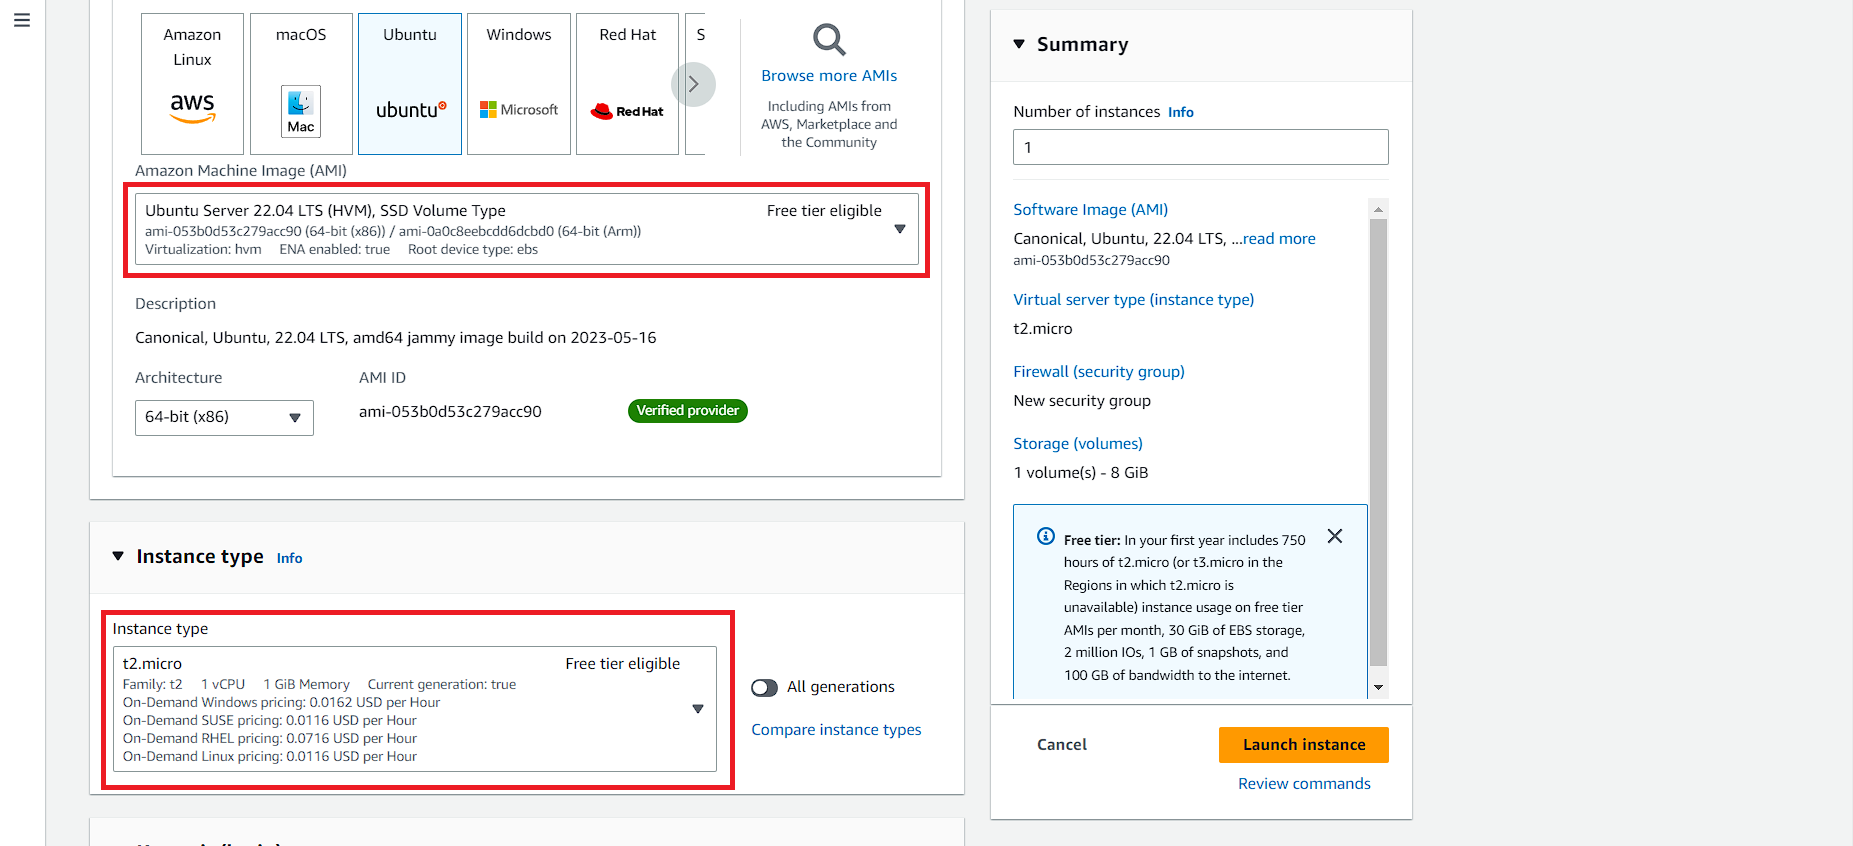 Amazon
Linux
aws
macOS
Mac
Ubuntu
ubuntu
Windows
Microsoft
Red Hat
Red Hat
S
Browse more AMIs
Including AMIs from
AWS, Marketplace and
the Community
Amazon Machine Image (AMI)
Ubuntu Server 22.04 LTS (HVM), SSD Volume Type
Free tier eligible
ami-053b0d53c279acc90 (64-bit (x86)) / ami-0a0c8eebcdd6dcbd0 (64-bit (Arm))
Virtualization: hvm ENA enabled: true Root device type: ebs
Description
Canonical, Ubuntu, 22.04 LTS, amd64 jammy image build on 2023-05-16
Architecture
AMI ID
64-bit (x86)
ami-053b0d53c279acc90
Verified provider
Instance type Info
Instance type
t2.micro
Free tier eligible
Family: t2 1 vCPU 1 GiB Memory Current generation: true
On-Demand Windows pricing: 0.0162 USD per Hour
On-Demand SUSE pricing: 0.0116 USD per Hour
On-Demand RHEL pricing: 0.0716 USD per Hour
On-Demand Linux pricing: 0.0116 USD per Hour
All generations
Compare instance types
Summary
Number of instances Info
1
Software Image (AMI)
Canonical, Ubuntu, 22.04 LTS, ...read more
ami-053b0d53c279acc90
Virtual server type (instance type)
t2.micro
Firewall (security group)
New security group
Storage (volumes)
1 volume(s) - 8 GiB
Free tier: In your first year includes 750
hours of t2.micro (or t3.micro in the
Regions in which t2.micro is
unavailable) instance usage on free tier
AMIs per month, 30 GiB of EBS storage,
2 million IOs, 1 GB of snapshots, and
100 GB of bandwidth to the internet.
Cancel
Launch instance
Review commands